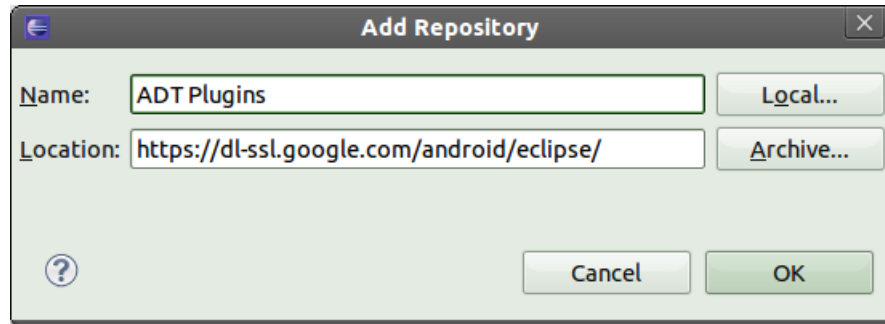 Add Repository
Name: ADT Plugins Local...
Location: https://dl-ssl.google.com/android/eclipse/ Archive...
? Cancel OK